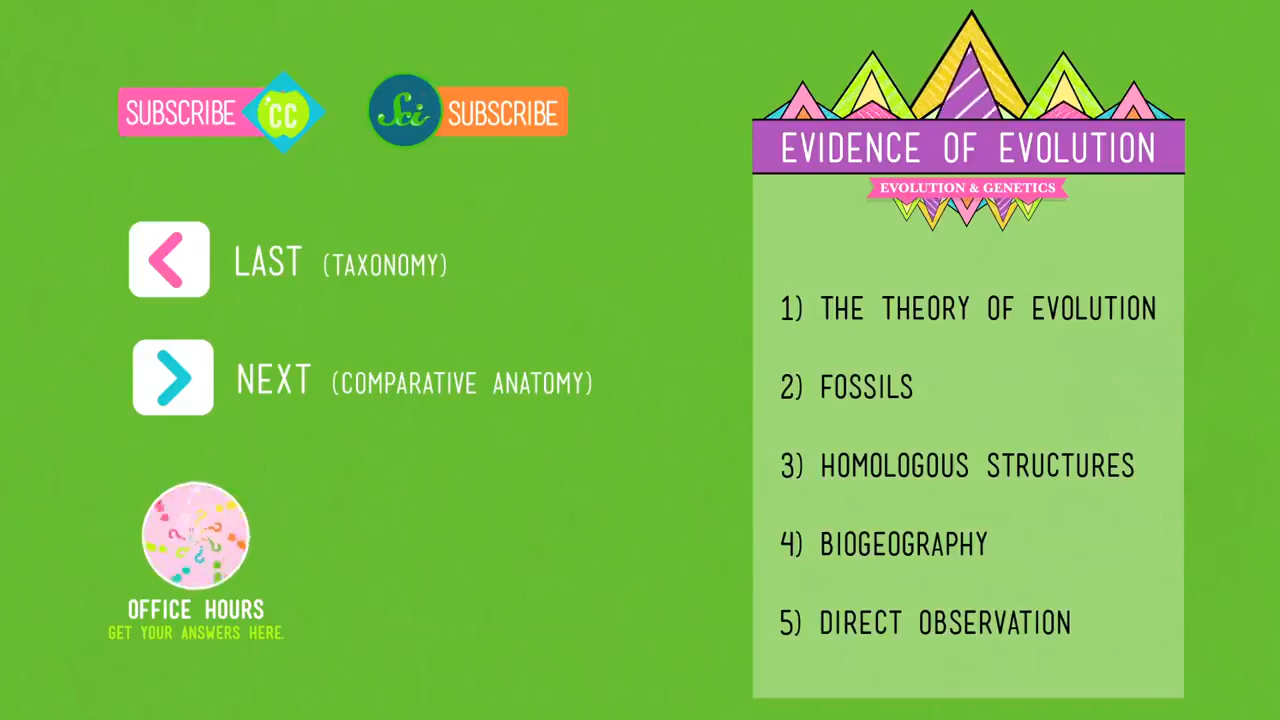 SUBSCRIBE CC
Sci SUBSCRIBE
LAST (TAXONOMY)
NEXT (COMPARATIVE ANATOMY)
OFFICE HOURS
GET YOUR ANSWERS HERE.
EVIDENCE OF EVOLUTION
EVOLUTION & GENETICS
1) THE THEORY OF EVOLUTION
2) FOSSILS
3) HOMOLOGOUS STRUCTURES
4) BIOGEOGRAPHY
5) DIRECT OBSERVATION